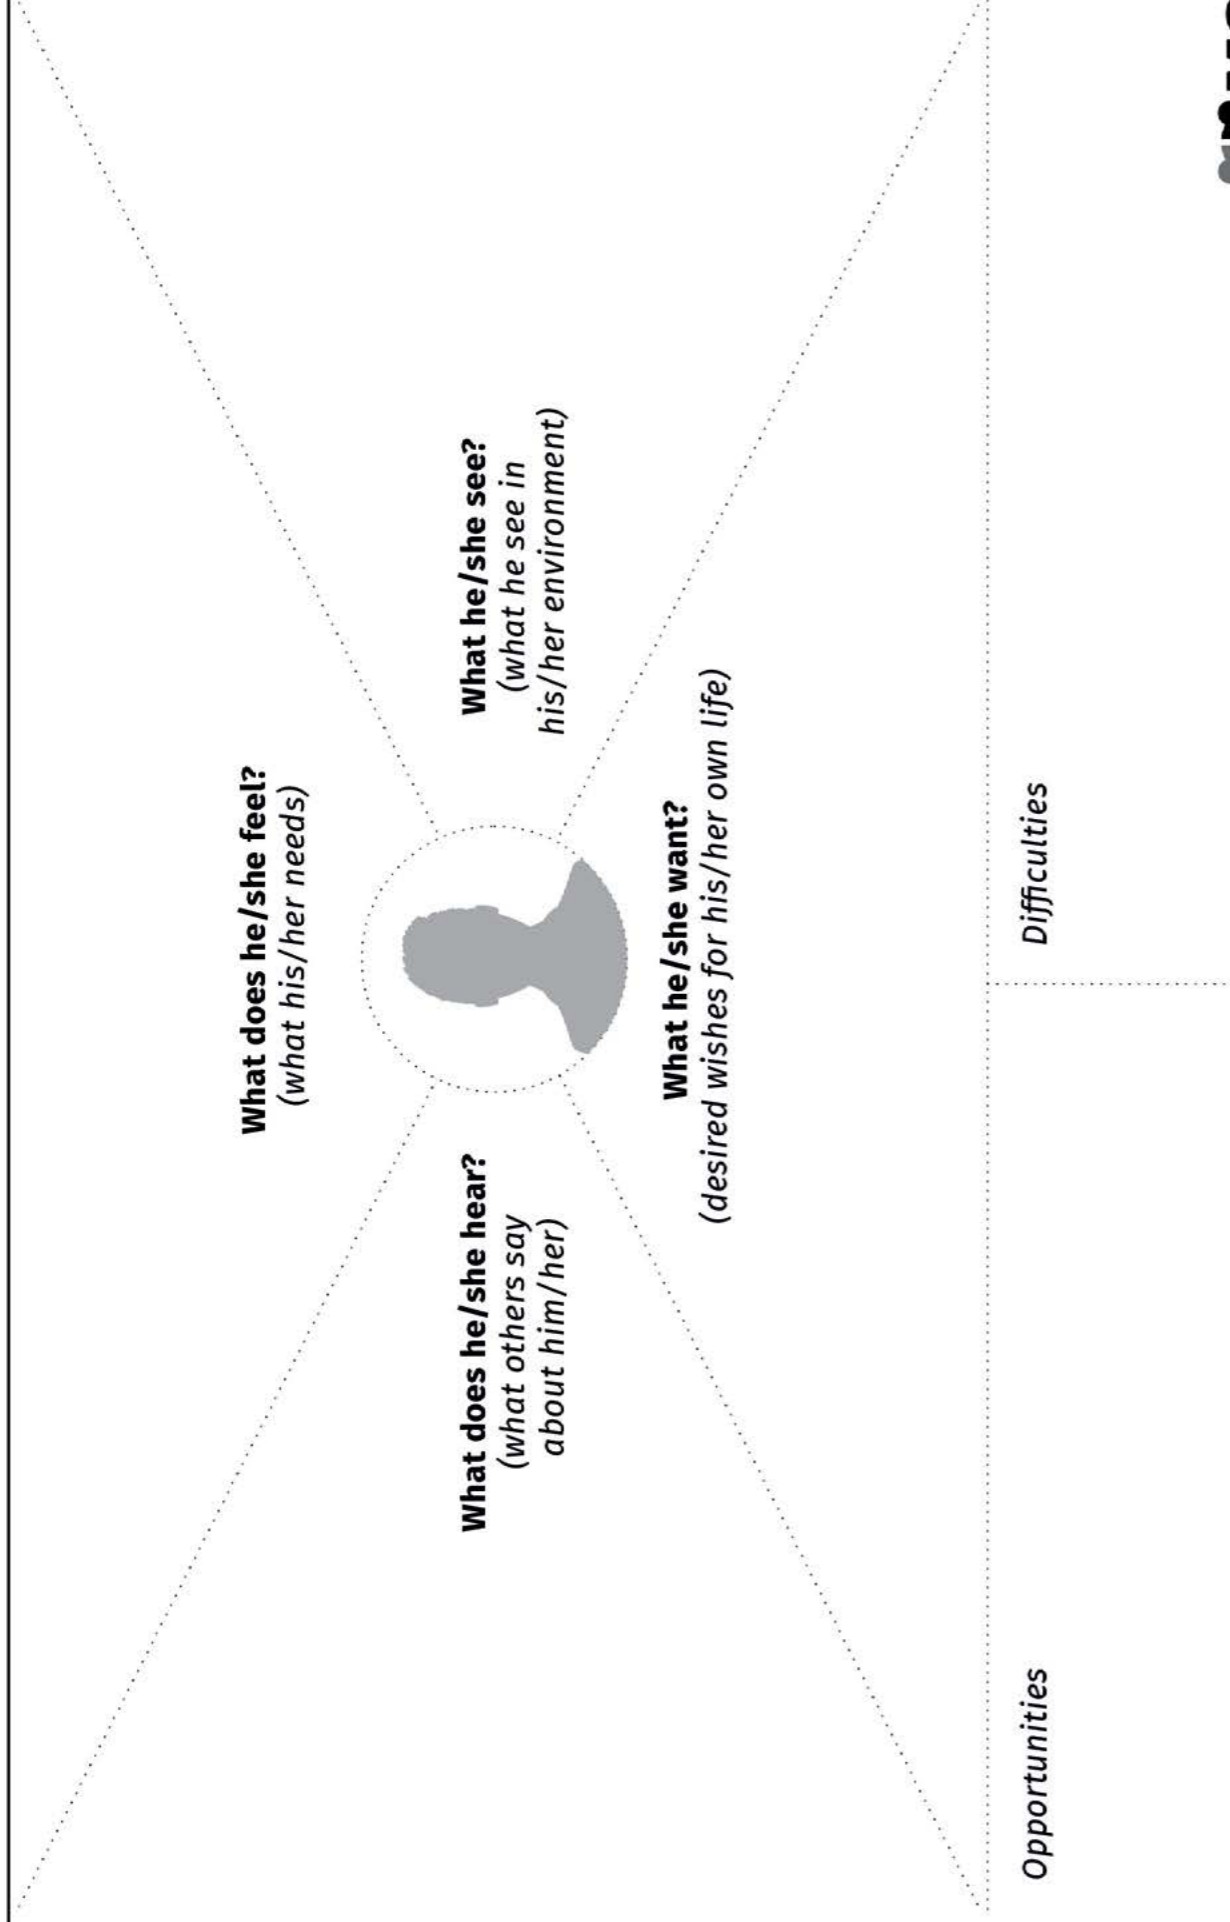 What does he/she feel?
(what his/her needs)
What does he/she hear?
(what others say
about him/her)
What he/she see?
(what he see in
his/her environment)
What he/she want?
(desired wishes for his/her own life)
Opportunities
Difficulties